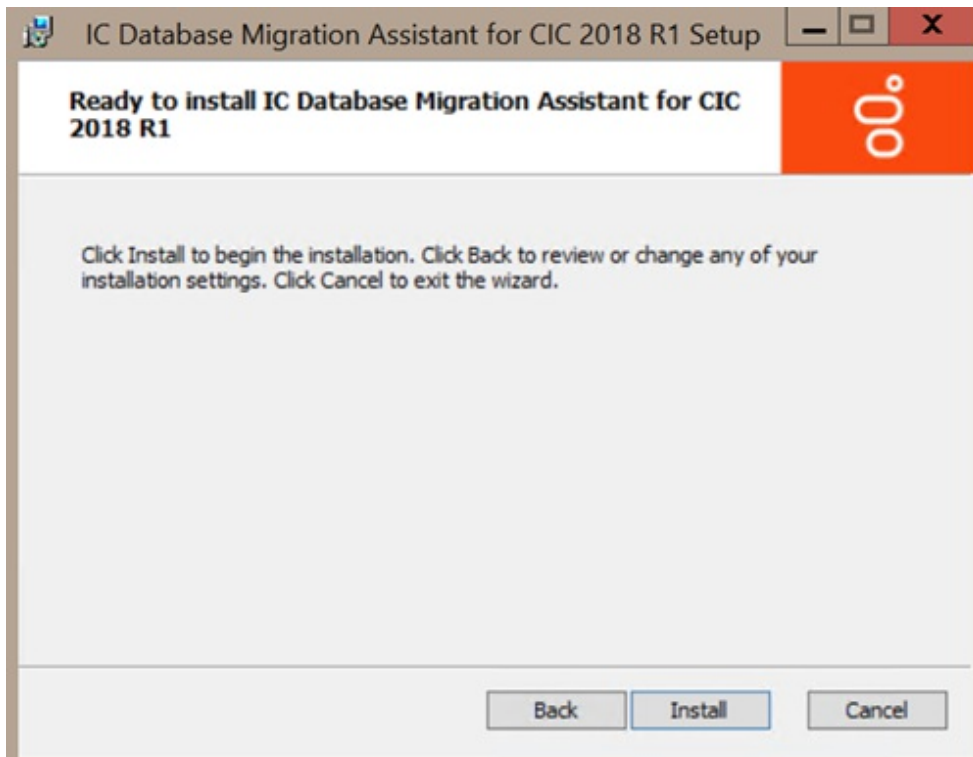 IC Database Migration Assistant for CIC 2018 R1 Setup
Ready to install IC Database Migration Assistant for CIC
2018 R1
Click Install to begin the installation. Click Back to review or change any of your
installation settings. Click Cancel to exit the wizard.
Back Install Cancel